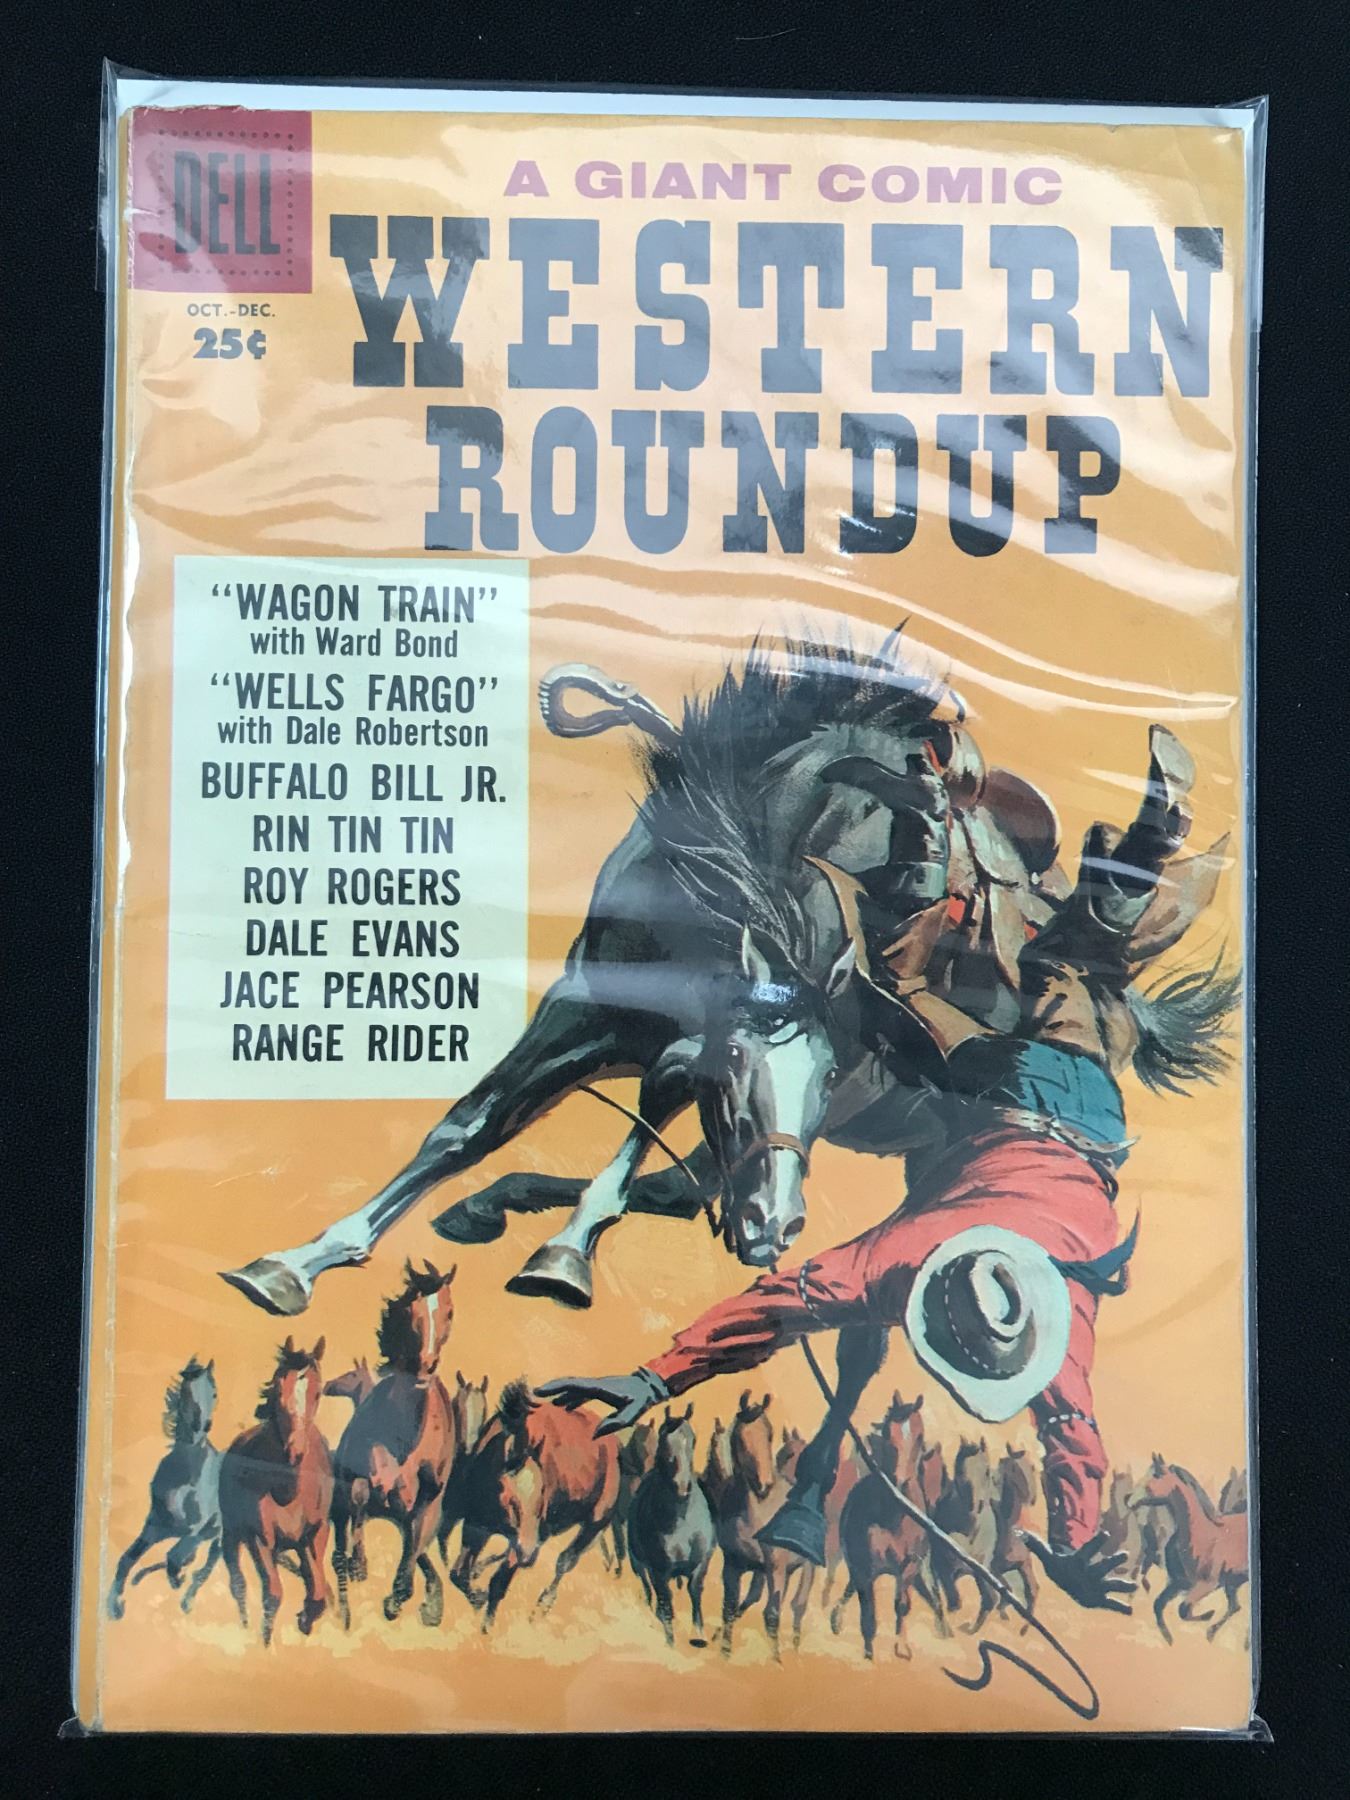 DELL
OCT.-DEC.
25¢
A GIANT COMIC
WESTERN
ROUNDUP
“WAGON TRAIN”
with Ward Bond
“WELLS FARGO”
with Dale Robertson
BUFFALO BILL JR.
RIN TIN TIN
ROY ROGERS
DALE EVANS
JACE PEARSON
RANGE RIDER